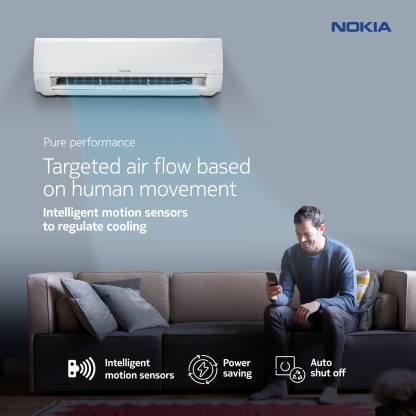 NOKIA
Pure performance
Targeted air flow based
on human movement
Intelligent motion sensors
to regulate cooling
Intelligent
motion sensors
Power
saving
Auto
shut off